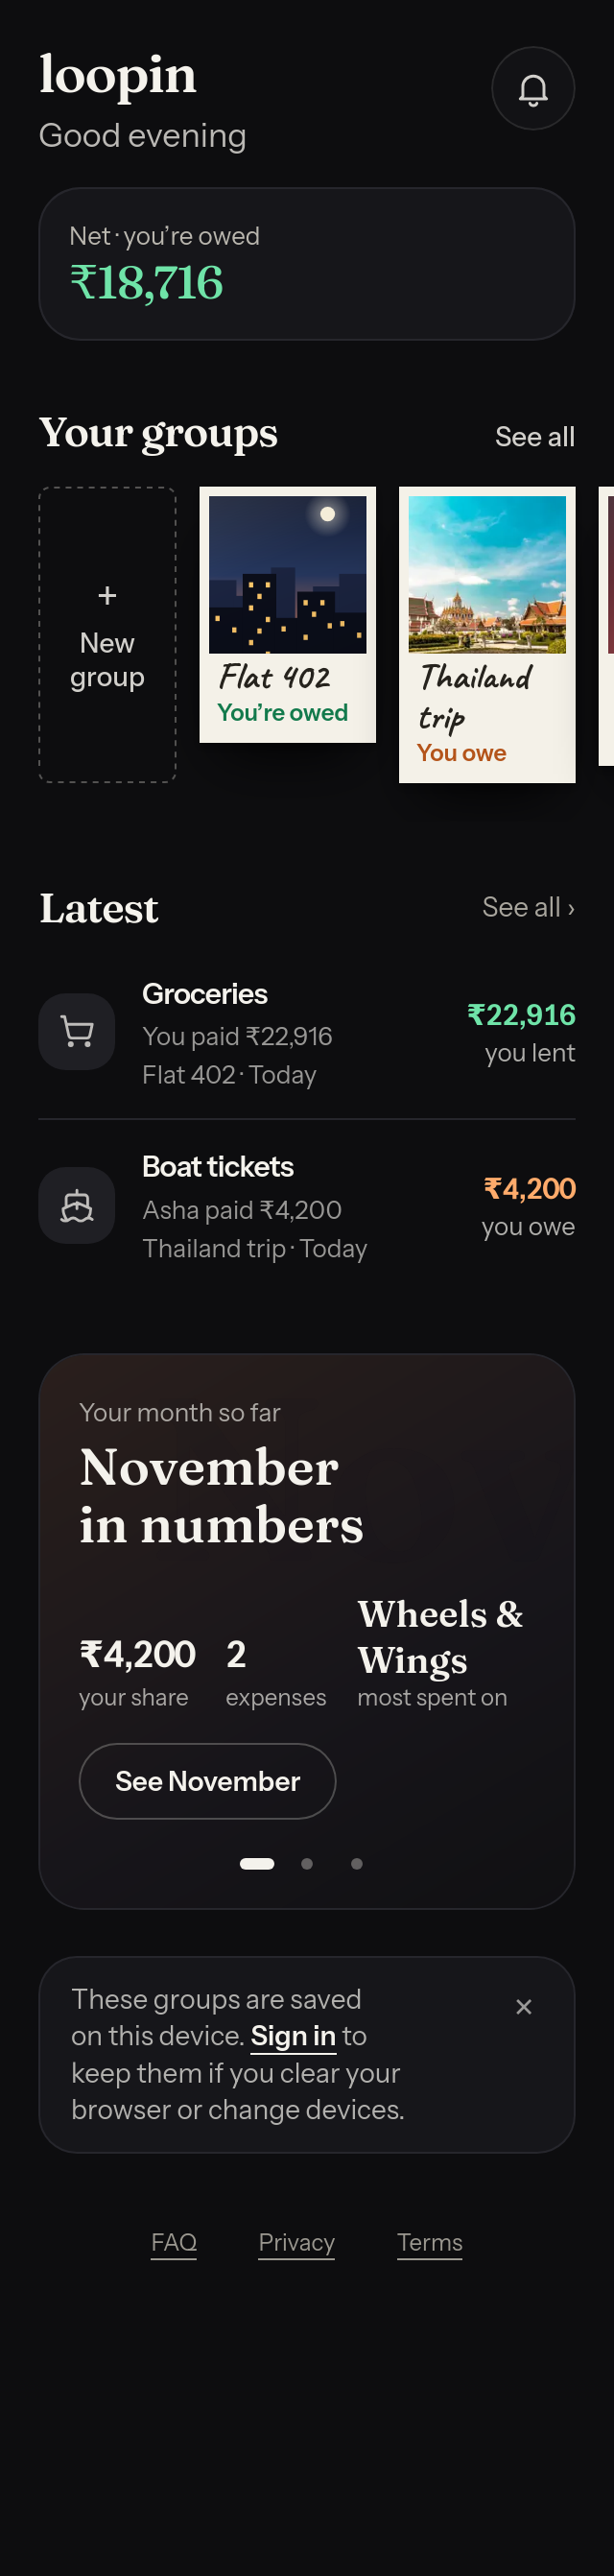 loopin
Good evening
Net · you’re owed
₹18,716
Your groups
See all
+
New
group
Flat 402
You’re owed
Thailand
trip
You owe
Latest
See all ›
Groceries
You paid ₹22,916
Flat 402 · Today
₹22,916
you lent
Boat tickets
Asha paid ₹4,200
Thailand trip · Today
₹4,200
you owe
Your month so far
November
in numbers
₹4,200
your share
2
expenses
Wheels &
Wings
most spent on
See November
These groups are saved
on this device. Sign in to
keep them if you clear your
browser or change devices.
×
FAQ
Privacy
Terms